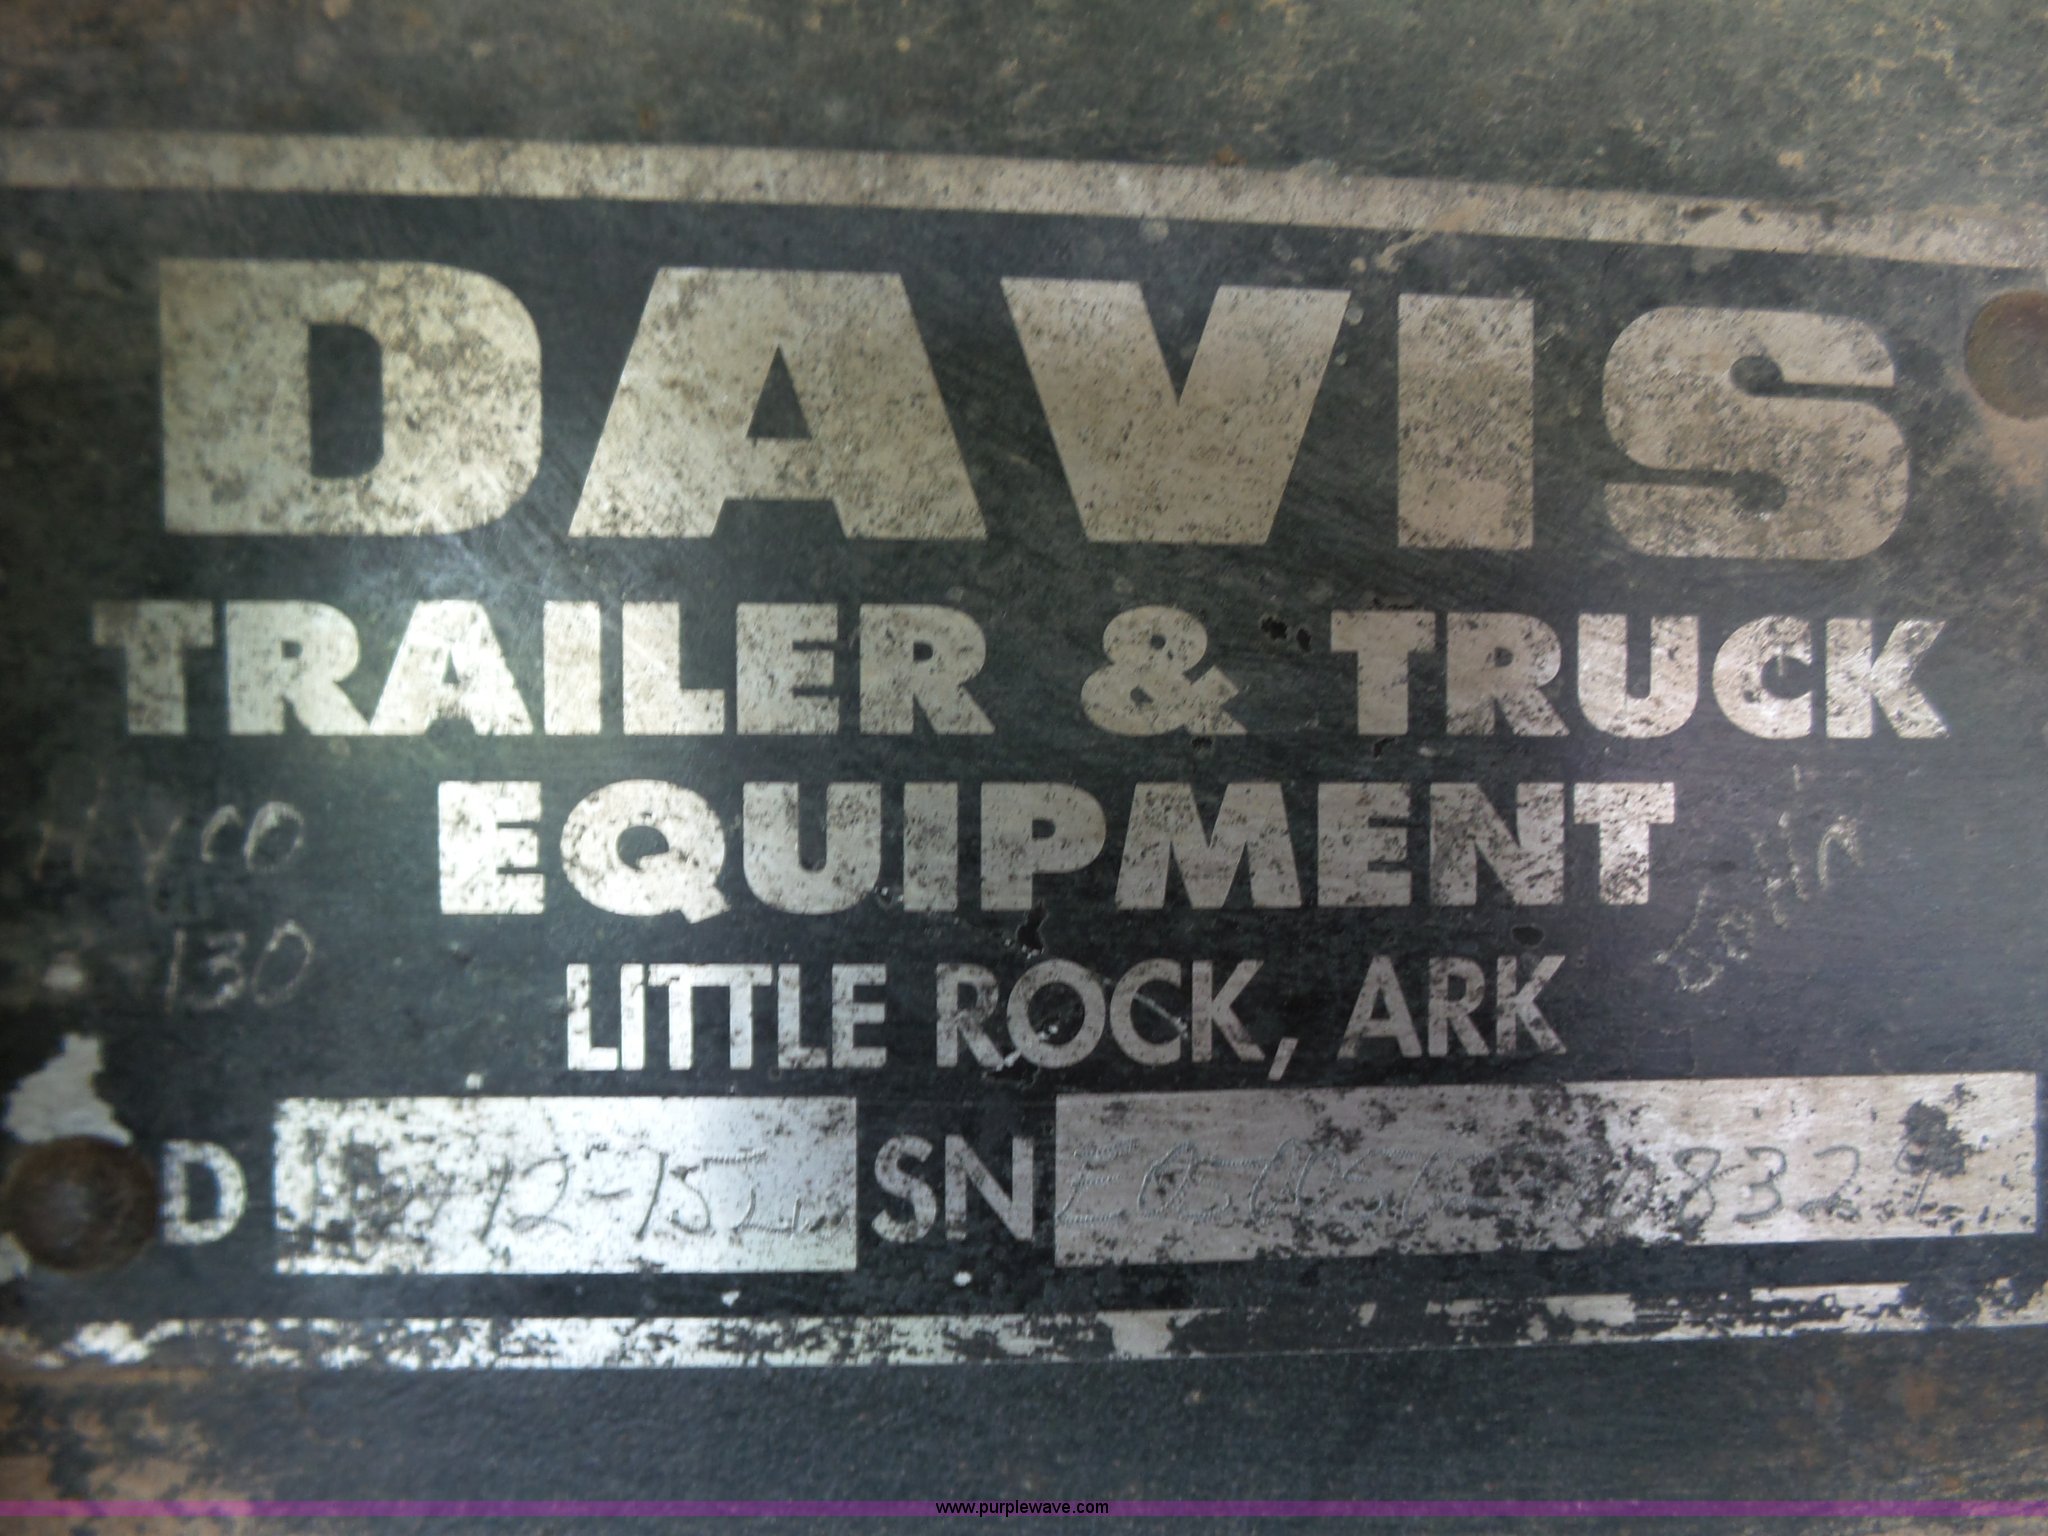 DAVIS
TRAILER & TRUCK
EQUIPMENT
LITTLE ROCK, ARK
130
D SN
www.purplewave.com